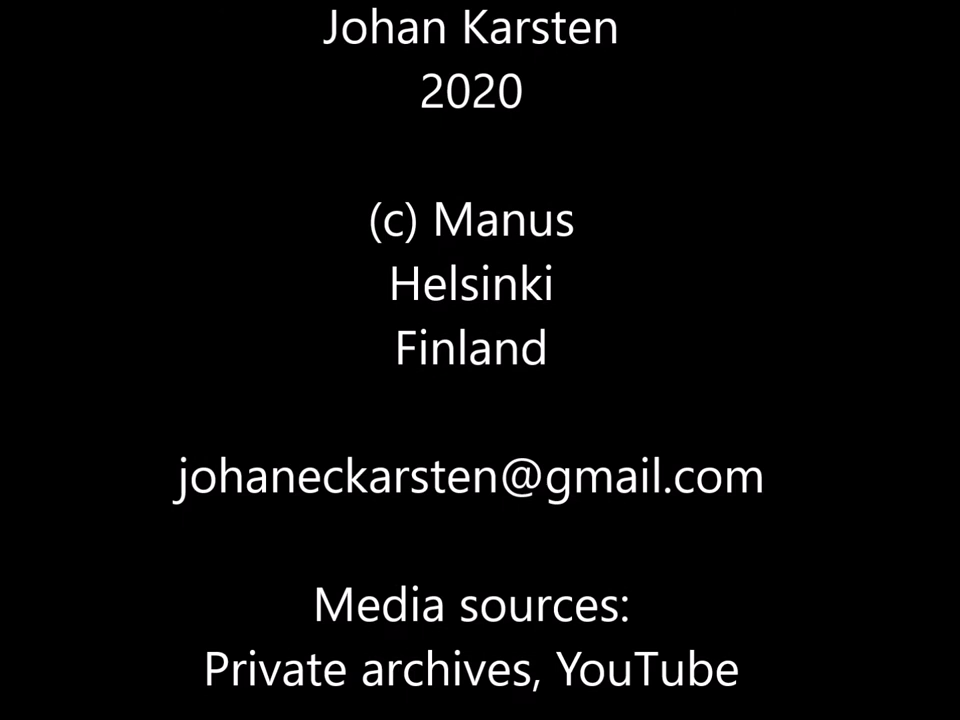 Johan Karsten
2020
(c) Manus
Helsinki
Finland
johaneckarsten@gmail.com
Media sources:
Private archives, YouTube